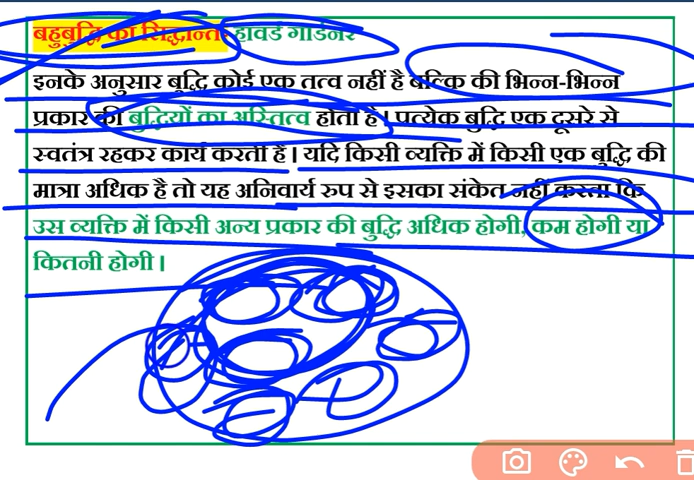 बहुबुद्धि का सिद्धान्त: हावर्ड गार्डनर
इनके अनुसार बुद्धि कोई एक तत्व नहीं है बल्कि की भिन्न-भिन्न
प्रकार की बुद्धियों का अस्तित्व होता है। प्रत्येक बुद्धि एक दूसरे से
स्वतंत्र रहकर कार्य करती है। यदि किसी व्यक्ति में किसी एक बुद्धि की
मात्रा अधिक है तो यह अनिवार्य रुप से इसका संकेत नहीं करता कि
उस व्यक्ति में किसी अन्य प्रकार की बुद्धि अधिक होगी, कम होगी या
कितनी होगी।